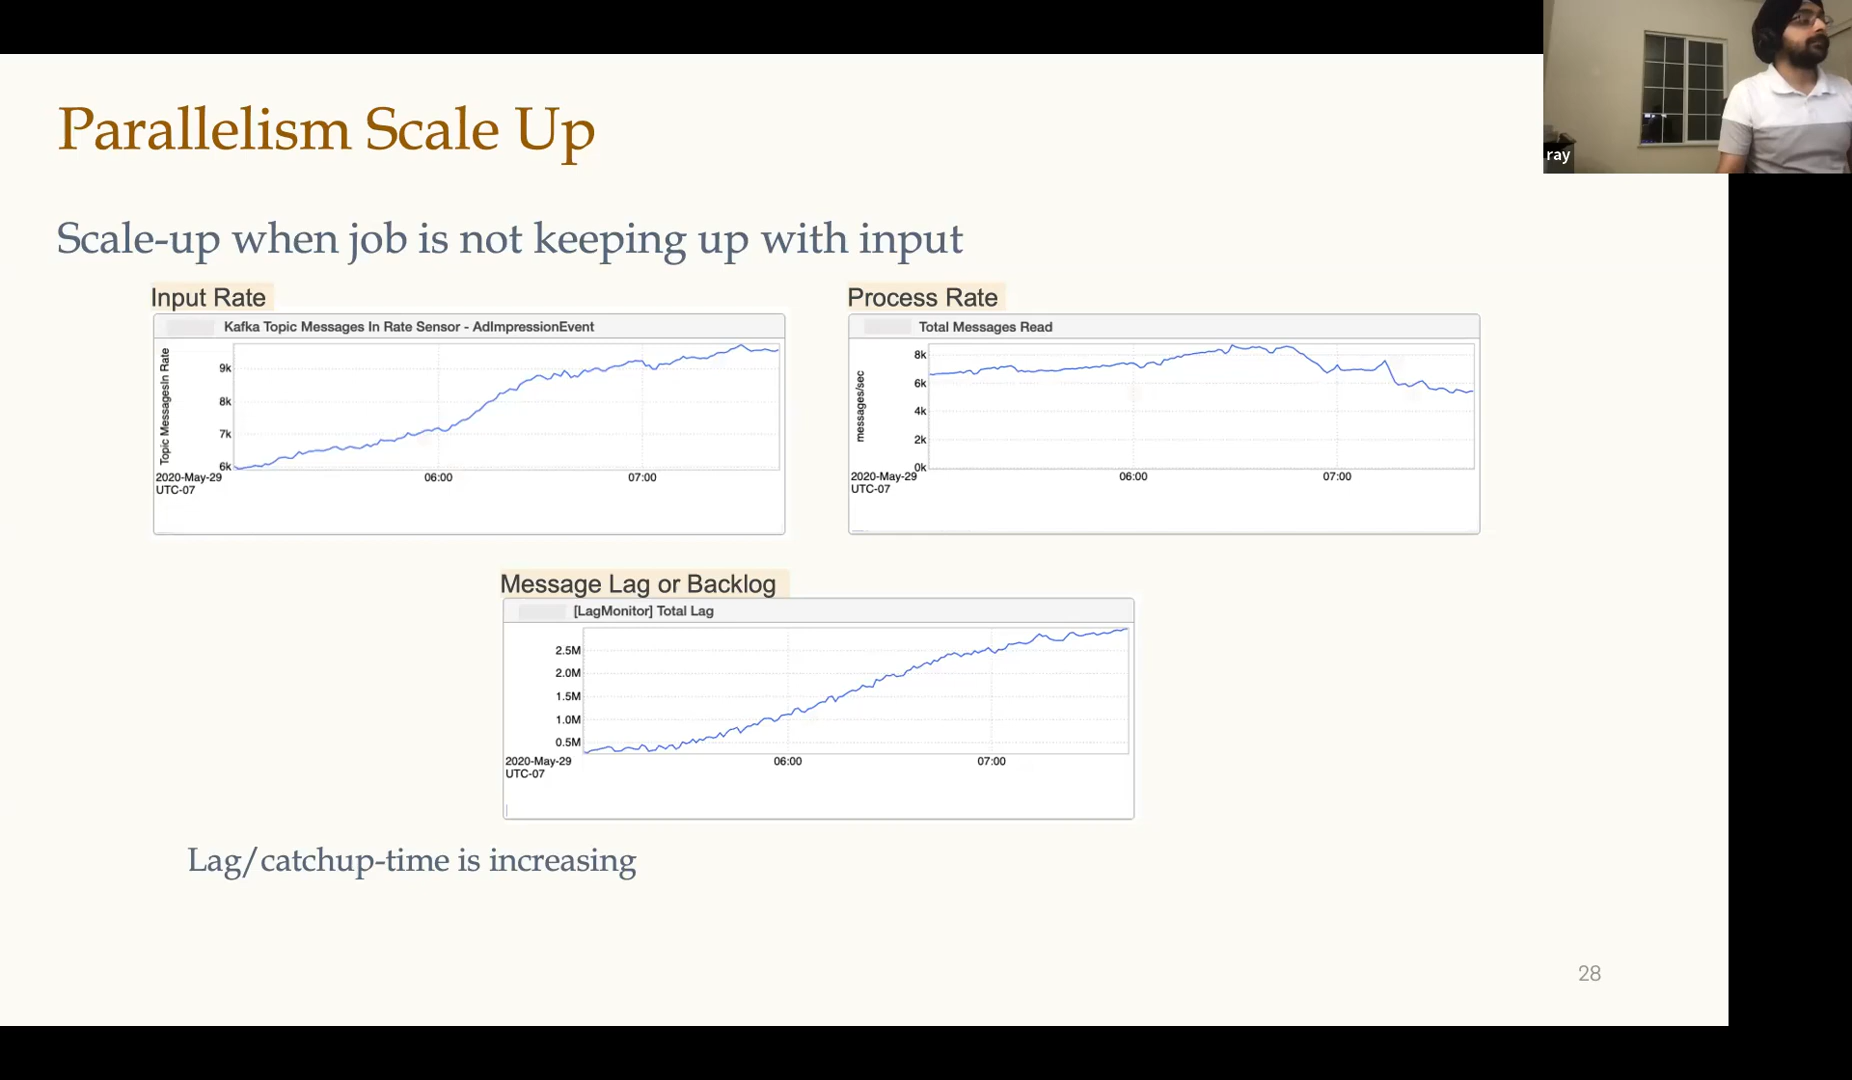 Parallelism Scale Up
ray
Scale-up when job is not keeping up with input
Input Rate
Kafka Topic Messages In Rate Sensor - AdImpressionEvent
Topic MessagesIn Rate
9k
8k
7k
6k
2020-May-29
UTC-07
06:00
07:00
Process Rate
Total Messages Read
messages/sec
8k
6k
4k
2k
0k
2020-May-29
UTC-07
06:00
07:00
Message Lag or Backlog
[LagMonitor] Total Lag
2.5M
2.0M
1.5M
1.0M
0.5M
2020-May-29
UTC-07
06:00
07:00
Lag/catchup-time is increasing
28